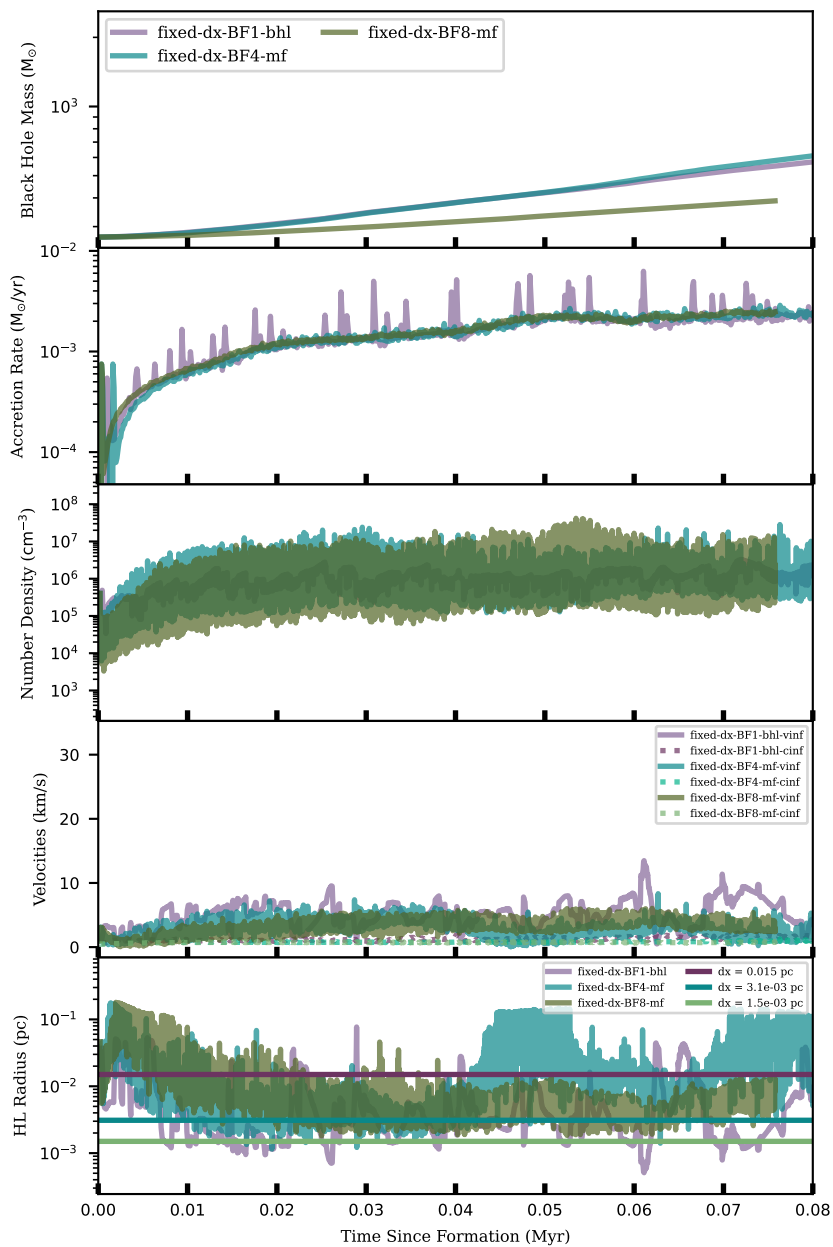 fixed-dx-BF1-bhl
fixed-dx-BF8-mf
fixed-dx-BF4-mf
10³
Black Hole Mass (M⊙)
10⁻²
10⁻³
10⁻⁴
Accretion Rate (M⊙/yr)
10⁸
10⁷
10⁶
10⁵
10⁴
10³
Number Density (cm⁻³)
fixed-dx-BF1-bhl-vinf
fixed-dx-BF1-bhl-cinf
fixed-dx-BF4-mf-vinf
fixed-dx-BF4-mf-cinf
fixed-dx-BF8-mf-vinf
fixed-dx-BF8-mf-cinf
30
20
10
0
Velocities (km/s)
fixed-dx-BF1-bhl
dx = 0.015 pc
fixed-dx-BF4-mf
dx = 3.1e-03 pc
fixed-dx-BF8-mf
dx = 1.5e-03 pc
10⁻¹
10⁻²
10⁻³
HL Radius (pc)
0.00 0.01 0.02 0.03 0.04 0.05 0.06 0.07 0.08
Time Since Formation (Myr)